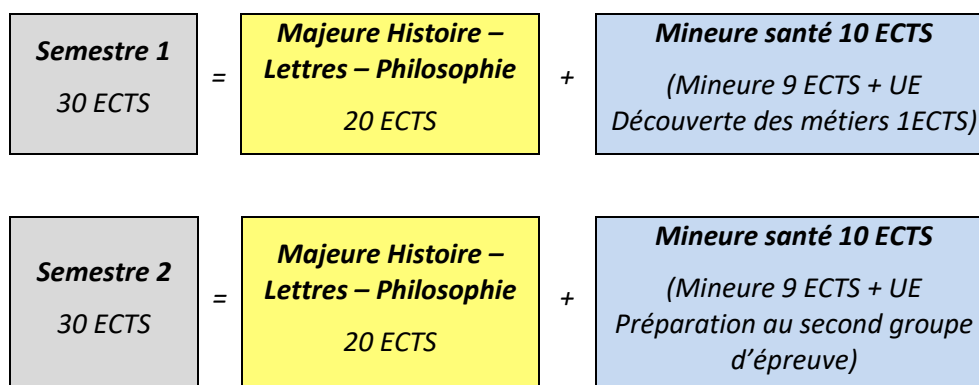 Semestre 1
30 ECTS
=
Majeure Histoire –
Lettres – Philosophie
20 ECTS
+
Mineure santé 10 ECTS
(Mineure 9 ECTS + UE
Découverte des métiers 1ECTS)
Semestre 2
30 ECTS
=
Majeure Histoire –
Lettres – Philosophie
20 ECTS
+
Mineure santé 10 ECTS
(Mineure 9 ECTS + UE
Préparation au second groupe
d’épreuve)